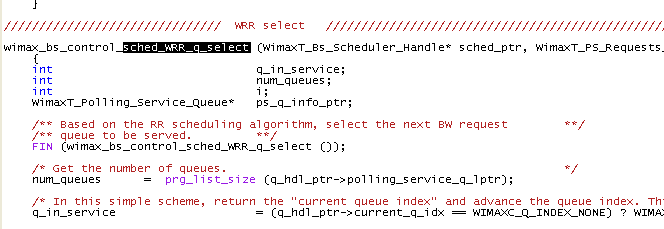 }
/////////////////////////////// WRR select ////////////////////////////////////////////////
wimax_bs_control_sched_WRR_q_select (WimaxT_Bs_Scheduler_Handle* sched_ptr, WimaxT_PS_Requests_
{
int q_in_service;
int num_queues;
int i;
WimaxT_Polling_Service_Queue* ps_q_info_ptr;
/** Based on the RR scheduling algorithm, select the next BW request **/
/** queue to be served. **/
FIN (wimax_bs_control_sched_WRR_q_select ());
/* Get the number of queues. */
num_queues = prg_list_size (q_hdl_ptr->polling_service_q_lptr);
/* In this simple scheme, return the "current queue index" and advance the queue index. Thi
q_in_service = (q_hdl_ptr->current_q_idx == WIMAXC_Q_INDEX_NONE) ? WIMAX